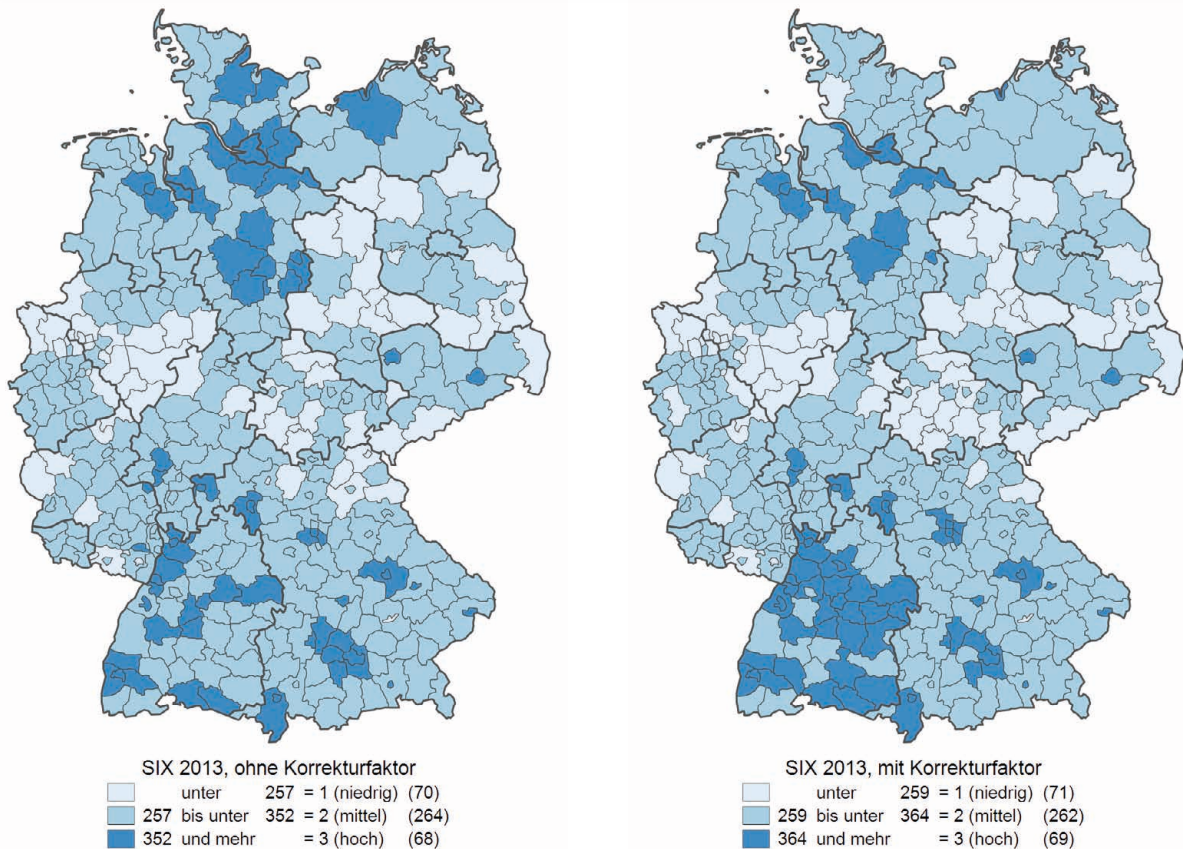 SIX 2013, ohne Korrekturfaktor
unter 257 = 1 (niedrig) (70)
257 bis unter 352 = 2 (mittel) (264)
352 und mehr = 3 (hoch) (68)
SIX 2013, mit Korrekturfaktor
unter 259 = 1 (niedrig) (71)
259 bis unter 364 = 2 (mittel) (262)
364 und mehr = 3 (hoch) (69)